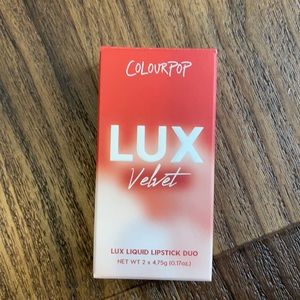 COLOURPOP
LUX
Velvet
LUX LIQUID LIPSTICK DUO
NET WT 2 x 4.75g (0.17oz.)